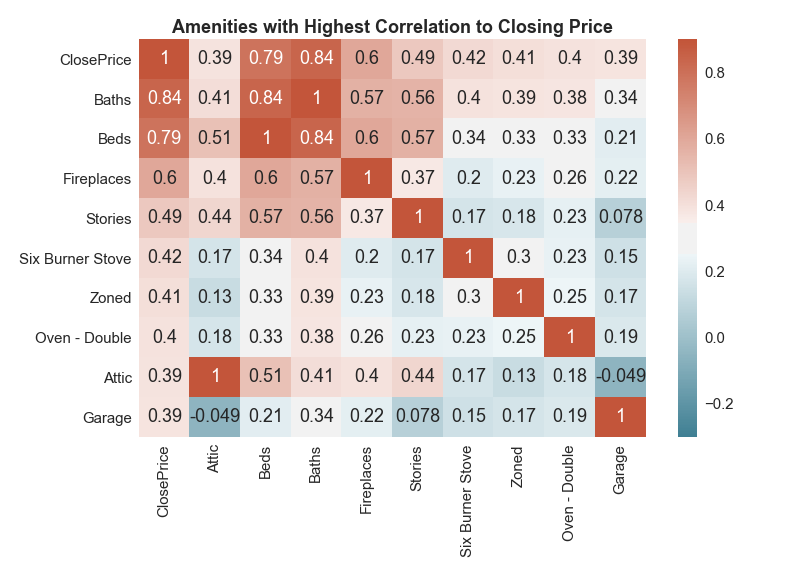 Amenities with Highest Correlation to Closing Price
ClosePrice 1 0.39 0.79 0.84 0.6 0.49 0.42 0.41 0.4 0.39
Baths 0.84 0.41 0.84 1 0.57 0.56 0.4 0.39 0.38 0.34
Beds 0.79 0.51 1 0.84 0.6 0.57 0.34 0.33 0.33 0.21
Fireplaces 0.6 0.4 0.6 0.57 1 0.37 0.2 0.23 0.26 0.22
Stories 0.49 0.44 0.57 0.56 0.37 1 0.17 0.18 0.23 0.078
Six Burner Stove 0.42 0.17 0.34 0.4 0.2 0.17 1 0.3 0.23 0.15
Zoned 0.41 0.13 0.33 0.39 0.23 0.18 0.3 1 0.25 0.17
Oven - Double 0.4 0.18 0.33 0.38 0.26 0.23 0.23 0.25 1 0.19
Attic 0.39 1 0.51 0.41 0.4 0.44 0.17 0.13 0.18 -0.049
Garage 0.39 -0.049 0.21 0.34 0.22 0.078 0.15 0.17 0.19 1
ClosePrice
Attic
Beds
Baths
Fireplaces
Stories
Six Burner Stove
Zoned
Oven - Double
Garage
0.8
0.6
0.4
0.2
0.0
−0.2